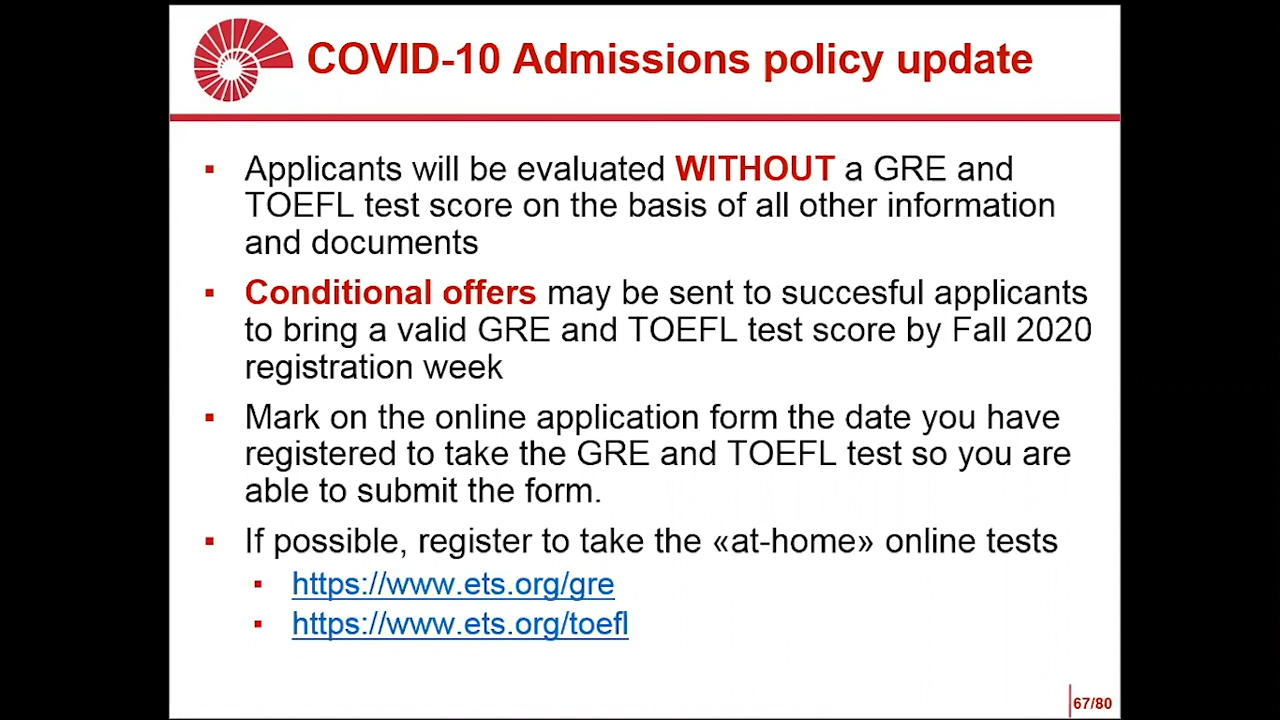 COVID-10 Admissions policy update
▪ Applicants will be evaluated WITHOUT a GRE and
TOEFL test score on the basis of all other information
and documents
▪ Conditional offers may be sent to succesful applicants
to bring a valid GRE and TOEFL test score by Fall 2020
registration week
▪ Mark on the online application form the date you have
registered to take the GRE and TOEFL test so you are
able to submit the form.
▪ If possible, register to take the «at-home» online tests
▪ https://www.ets.org/gre
▪ https://www.ets.org/toefl
67/80